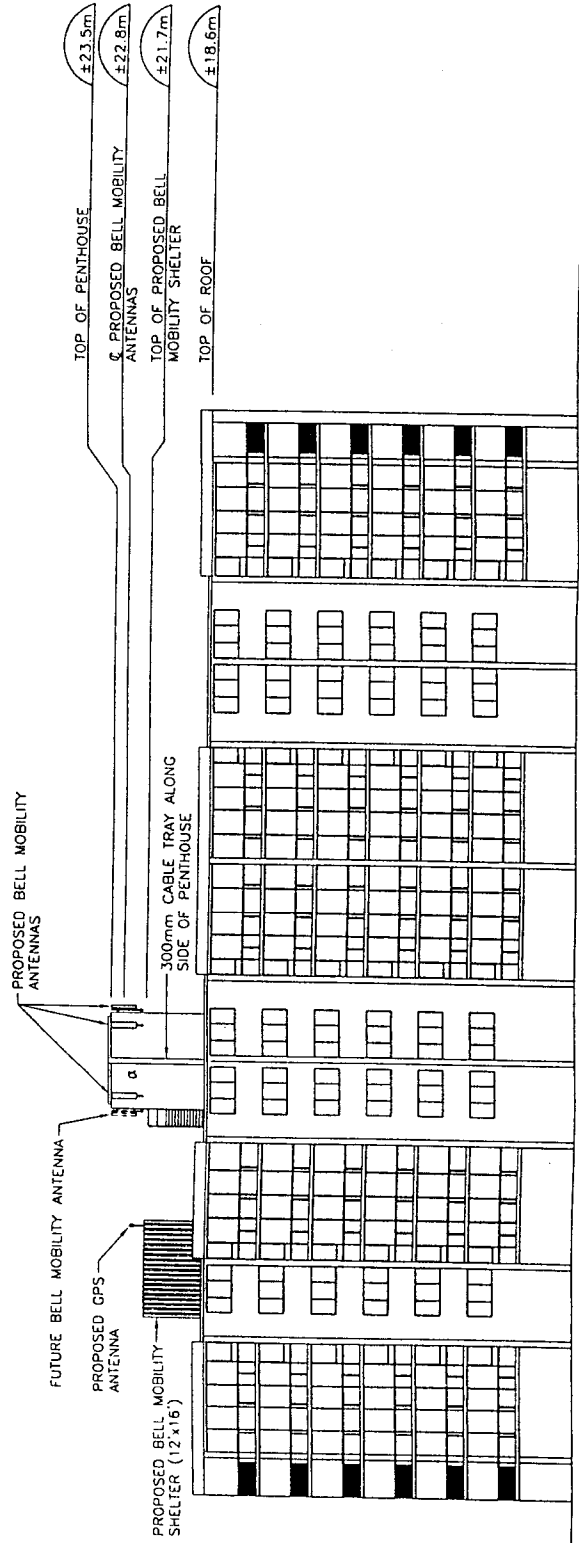 PROPOSED BELL MOBILITY
ANTENNAS
FUTURE BELL MOBILITY ANTENNA
PROPOSED GPS
ANTENNA
PROPOSED BELL MOBILITY
SHELTER (12'x16')
α
300mm CABLE TRAY ALONG
SIDE OF PENTHOUSE
TOP OF PENTHOUSE
±23.5m
℄ PROPOSED BELL MOBILITY
ANTENNAS
±22.8m
TOP OF PROPOSED BELL
MOBILITY SHELTER
±21.7m
TOP OF ROOF
±18.6m